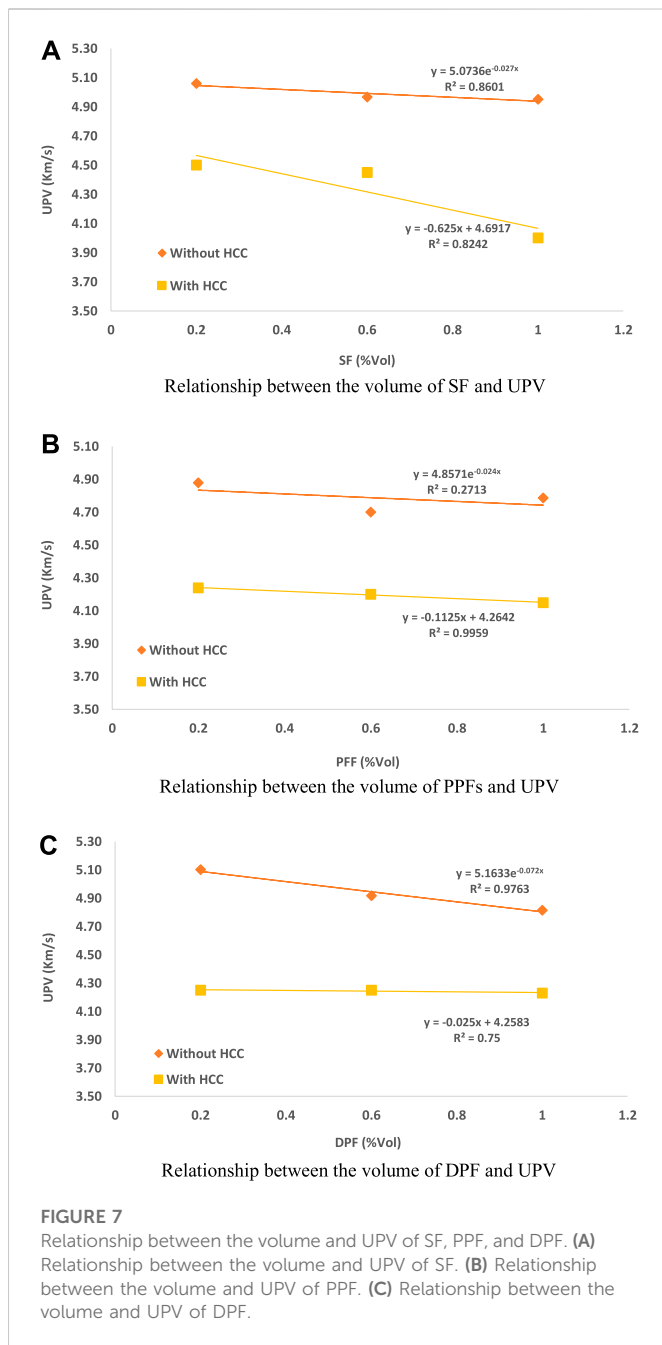 A
5.30
5.10
4.90
4.70
4.50
4.30
4.10
3.90
3.70
3.50
UPV (Km/s)
y = 5.0736e^-0.027x
R² = 0.8601
y = -0.625x + 4.6917
R² = 0.8242
Without HCC
With HCC
0 0.2 0.4 0.6 0.8 1 1.2
SF (%Vol)
Relationship between the volume of SF and UPV
B
5.10
4.90
4.70
4.50
4.30
4.10
3.90
3.70
3.50
UPV (Km/s)
y = 4.8571e^-0.024x
R² = 0.2713
y = -0.1125x + 4.2642
R² = 0.9959
Without HCC
With HCC
0 0.2 0.4 0.6 0.8 1 1.2
PFF (%Vol)
Relationship between the volume of PPFs and UPV
C
5.30
5.10
4.90
4.70
4.50
4.30
4.10
3.90
3.70
3.50
UPV (Km/s)
y = 5.1633e^-0.072x
R² = 0.9763
y = -0.025x + 4.2583
R² = 0.75
Without HCC
With HCC
0 0.2 0.4 0.6 0.8 1 1.2
DPF (%Vol)
Relationship between the volume of DPF and UPV
FIGURE 7
Relationship between the volume and UPV of SF, PPF, and DPF. (A)
Relationship between the volume and UPV of SF. (B) Relationship
between the volume and UPV of PPF. (C) Relationship between the
volume and UPV of DPF.